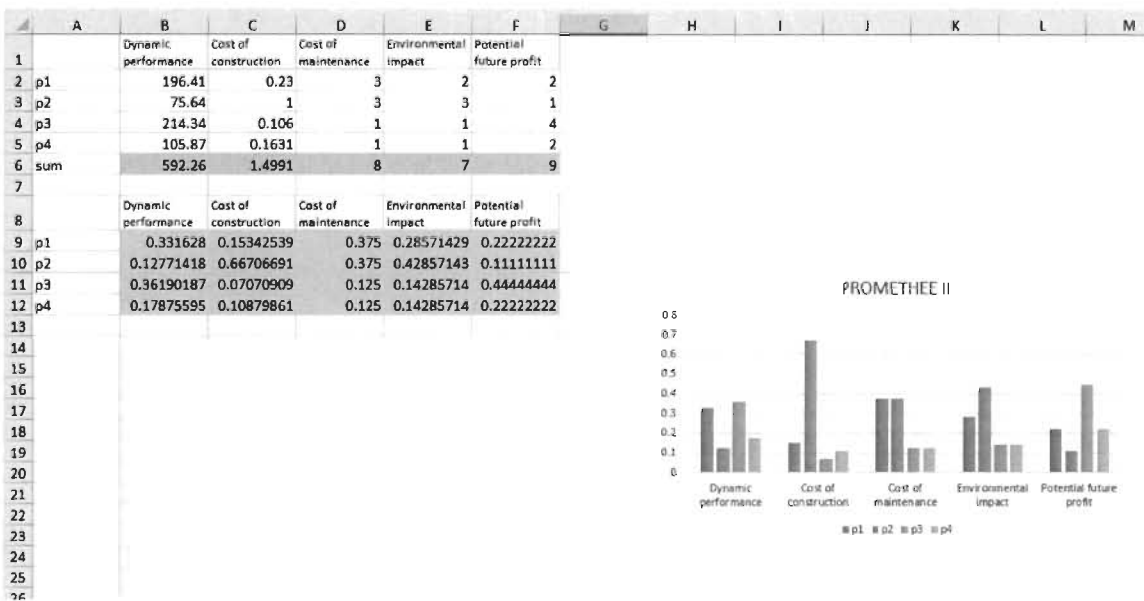 A B C D E F G H I J K L M
Dynamic Cost of Cost of Environmental Potential
1 performance construction maintenance impact future profit
2 p1 196.41 0.23 3 2 2
3 p2 75.64 1 3 3 1
4 p3 214.34 0.106 1 1 4
5 p4 105.87 0.1631 1 1 2
6 sum 592.26 1.4991 8 7 9
7
Dynamic Cost of Cost of Environmental Potential
8 performance construction maintenance impact future profit
9 p1 0.331628 0.15342539 0.375 0.28571429 0.22222222
10 p2 0.12771418 0.66706691 0.375 0.42857143 0.11111111
11 p3 0.36190187 0.07070909 0.125 0.14285714 0.44444444
12 p4 0.17875595 0.10879861 0.125 0.14285714 0.22222222
13
14
15
16
17
18
19
20
21
22
23
24
25
26
PROMETHEE II
0.8
0.7
0.6
0.5
0.4
0.3
0.2
0.1
0
Dynamic Cost of Cost of Environmental Potential future
performance construction maintenance impact profit
p1 p2 p3 p4